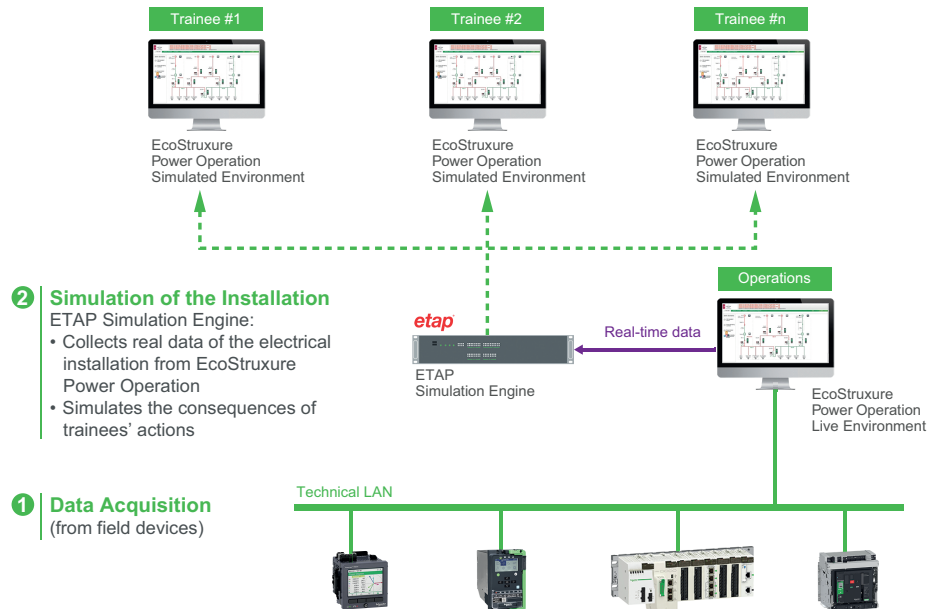 Trainee #1
Trainee #2
Trainee #n
EcoStruxure
Power Operation
Simulated Environment
EcoStruxure
Power Operation
Simulated Environment
EcoStruxure
Power Operation
Simulated Environment
2
Simulation of the Installation
ETAP Simulation Engine:
• Collects real data of the electrical
installation from EcoStruxure
Power Operation
• Simulates the consequences of
trainees' actions
etap
ETAP
Simulation Engine
Real-time data
Operations
EcoStruxure
Power Operation
Live Environment
1
Data Acquisition
(from field devices)
Technical LAN